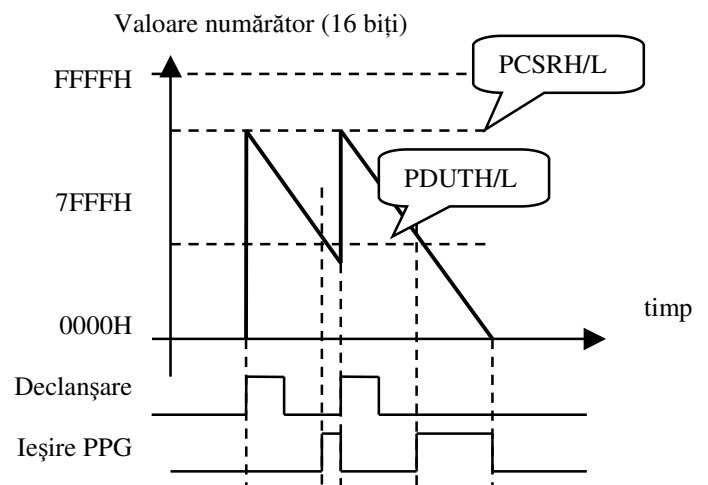 Valoare numărător (16 biți)
FFFFH
PCSRH/L
PDUTH/L
7FFFH
0000H
timp
Declanşare
Ieşire PPG